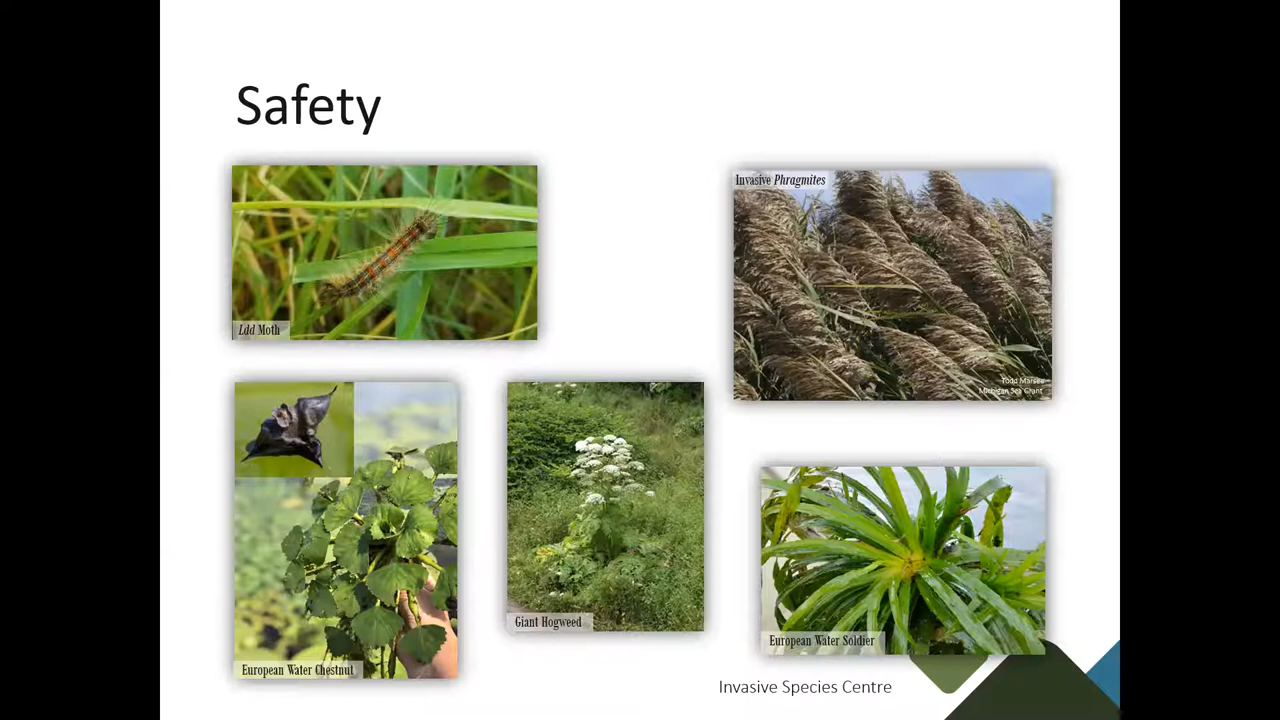 Safety
Ldd Moth
Invasive Phragmites
Todd Marsee
Michigan Sea Grant
European Water Chestnut
Giant Hogweed
European Water Soldier
Invasive Species Centre